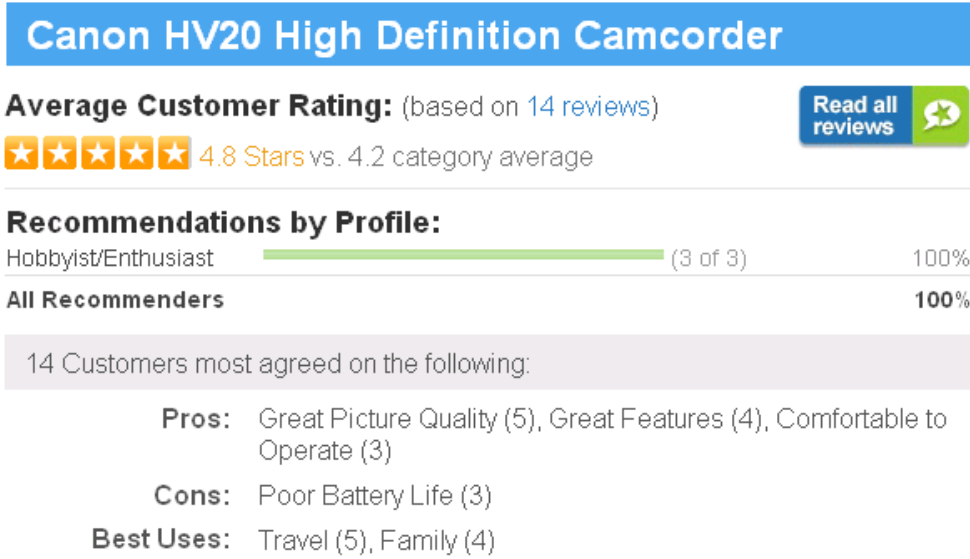 Canon HV20 High Definition Camcorder
Average Customer Rating: (based on 14 reviews)
Read all
reviews
4.8 Stars vs. 4.2 category average
Recommendations by Profile:
Hobbyist/Enthusiast (3 of 3) 100%
All Recommenders 100%
14 Customers most agreed on the following:
Pros: Great Picture Quality (5), Great Features (4), Comfortable to
Operate (3)
Cons: Poor Battery Life (3)
Best Uses: Travel (5), Family (4)